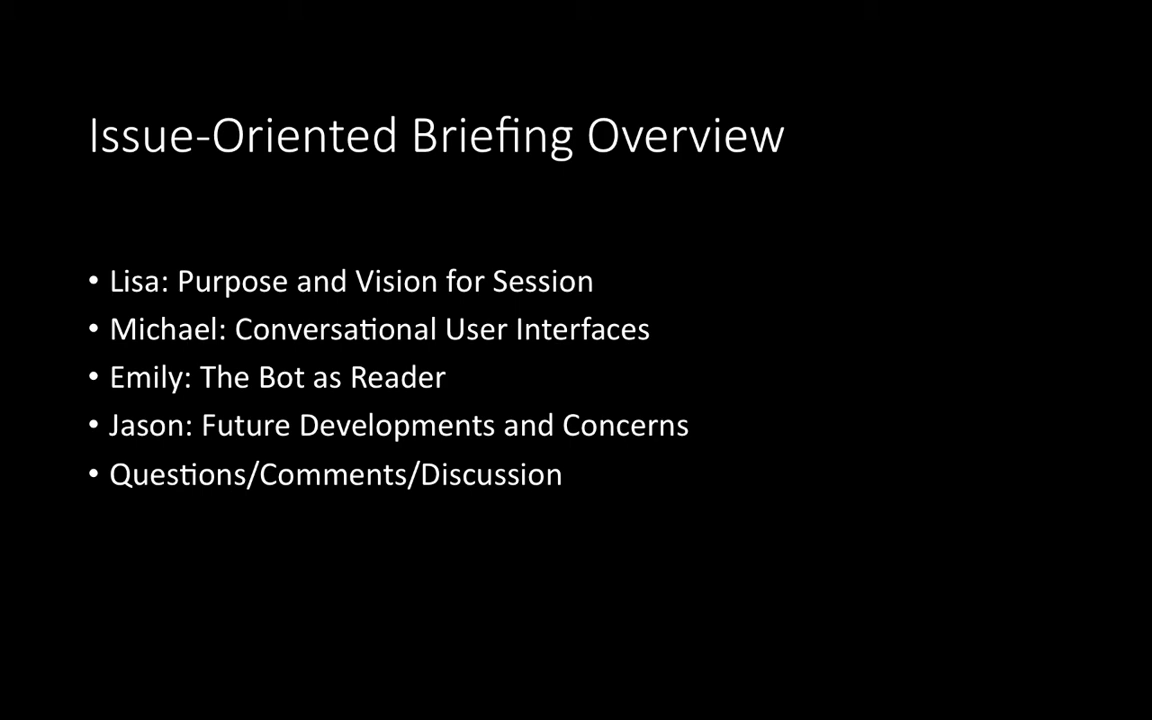 Issue-Oriented Briefing Overview
• Lisa: Purpose and Vision for Session
• Michael: Conversational User Interfaces
• Emily: The Bot as Reader
• Jason: Future Developments and Concerns
• Questions/Comments/Discussion